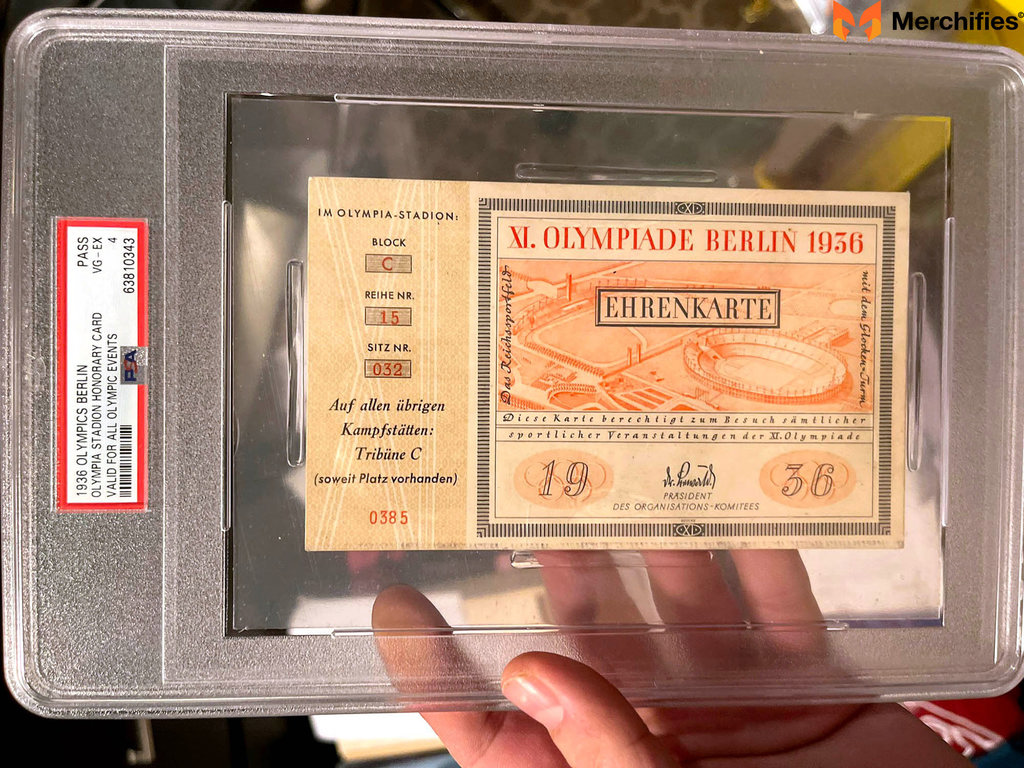 Merchifies®
1936 OLYMPICS BERLIN PASS
OLYMPIA STADION HONORARY CARD VG - EX 4
VALID FOR ALL OLYMPIC EVENTS 63810343
PSA
IM OLYMPIA-STADION:
BLOCK
C
REIHE NR.
15
SITZ NR.
032
Auf allen übrigen
Kampfstätten:
Tribüne C
(soweit Platz vorhanden)
0385
XI. OLYMPIADE BERLIN 1936
EHRENKARTE
Das Reichssportfeld
mit dem Glocken-Turm
Diese Karte berechtigt zum Besuch sämtlicher
sportlicher Veranstaltungen der XI. Olympiade
19 36
PRÄSIDENT
DES ORGANISATIONS-KOMITEES